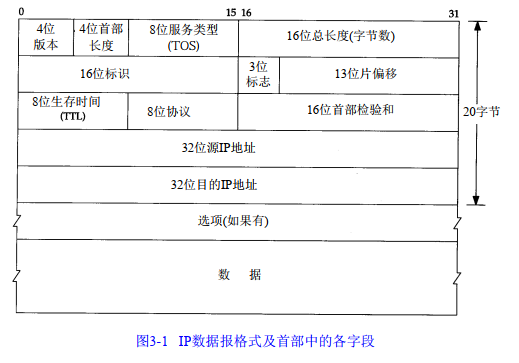 0 15 16 31
4位
版本
4位首部
长度
8位服务类型
(TOS)
16位总长度(字节数)
16位标识
3位
标志
13位片偏移
8位生存时间
(TTL)
8位协议
16位首部检验和
20字节
32位源IP地址
32位目的IP地址
选项(如果有)
数 据
图3-1 IP数据报格式及首部中的各字段